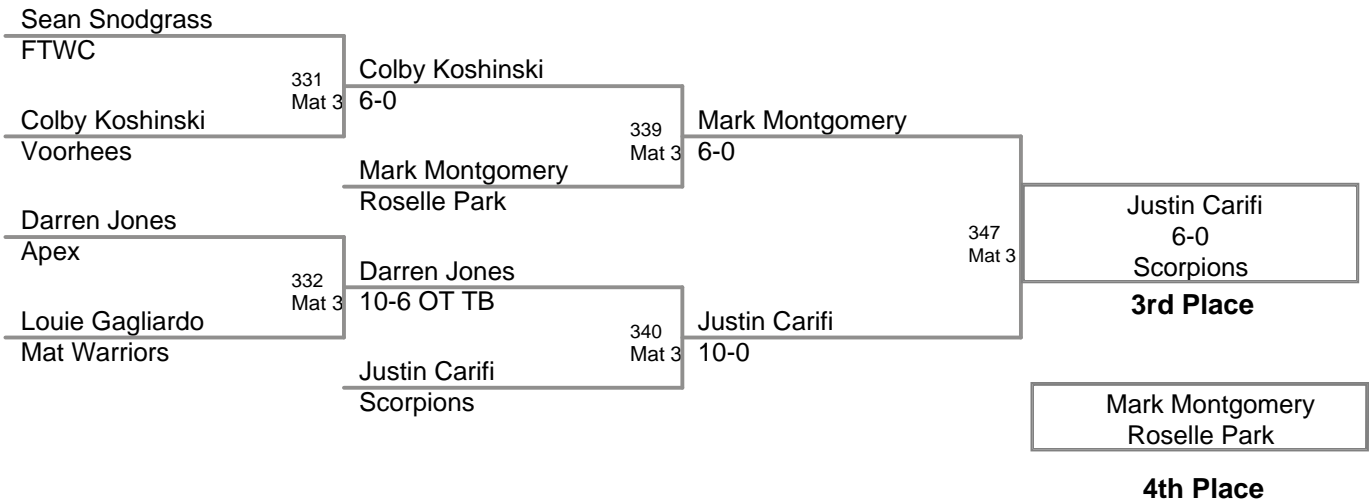 Sean Snodgrass
FTWC
331
Mat 3
Colby Koshinski
6-0
Colby Koshinski
Voorhees
339
Mat 3
Mark Montgomery
6-0
Mark Montgomery
Roselle Park
Darren Jones
Apex
332
Mat 3
Darren Jones
10-6 OT TB
Louie Gagliardo
Mat Warriors
340
Mat 3
Justin Carifi
10-0
Justin Carifi
Scorpions
347
Mat 3
Justin Carifi
6-0
Scorpions
3rd Place
Mark Montgomery
Roselle Park
4th Place